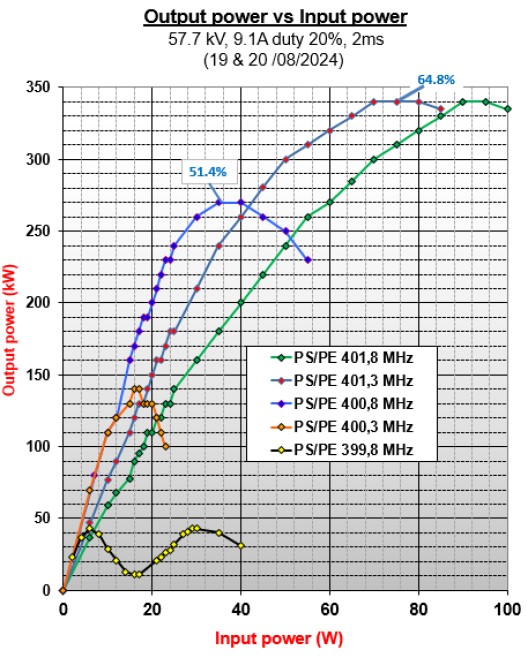 Output power vs Input power
57.7 kV, 9.1A duty 20%, 2ms
(19 & 20 /08/2024)
64.8%
51.4%
350
300
250
200
150
100
50
0
Output power (kW)
PS/PE 401,8 MHz
PS/PE 401,3 MHz
PS/PE 400,8 MHz
PS/PE 400,3 MHz
PS/PE 399,8 MHz
0
20
40
60
80
100
Input power (W)